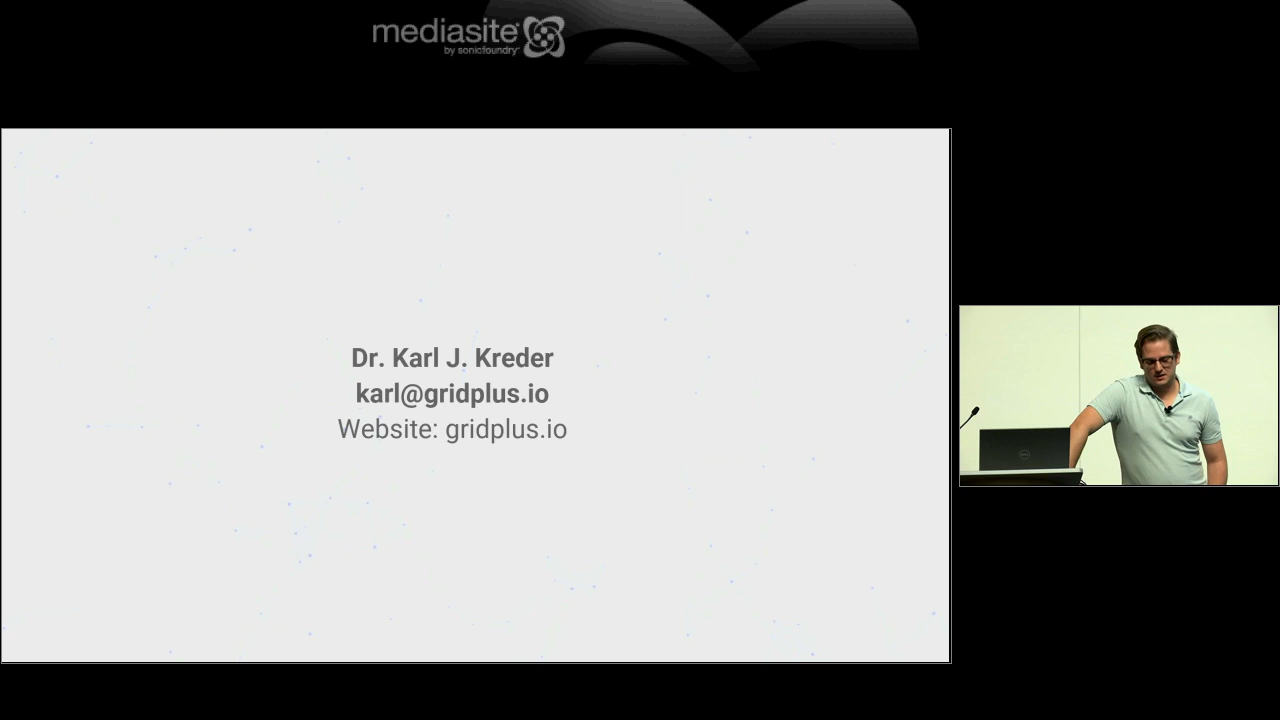 mediasite
by sonicfoundry
Dr. Karl J. Kreder
karl@gridplus.io
Website: gridplus.io